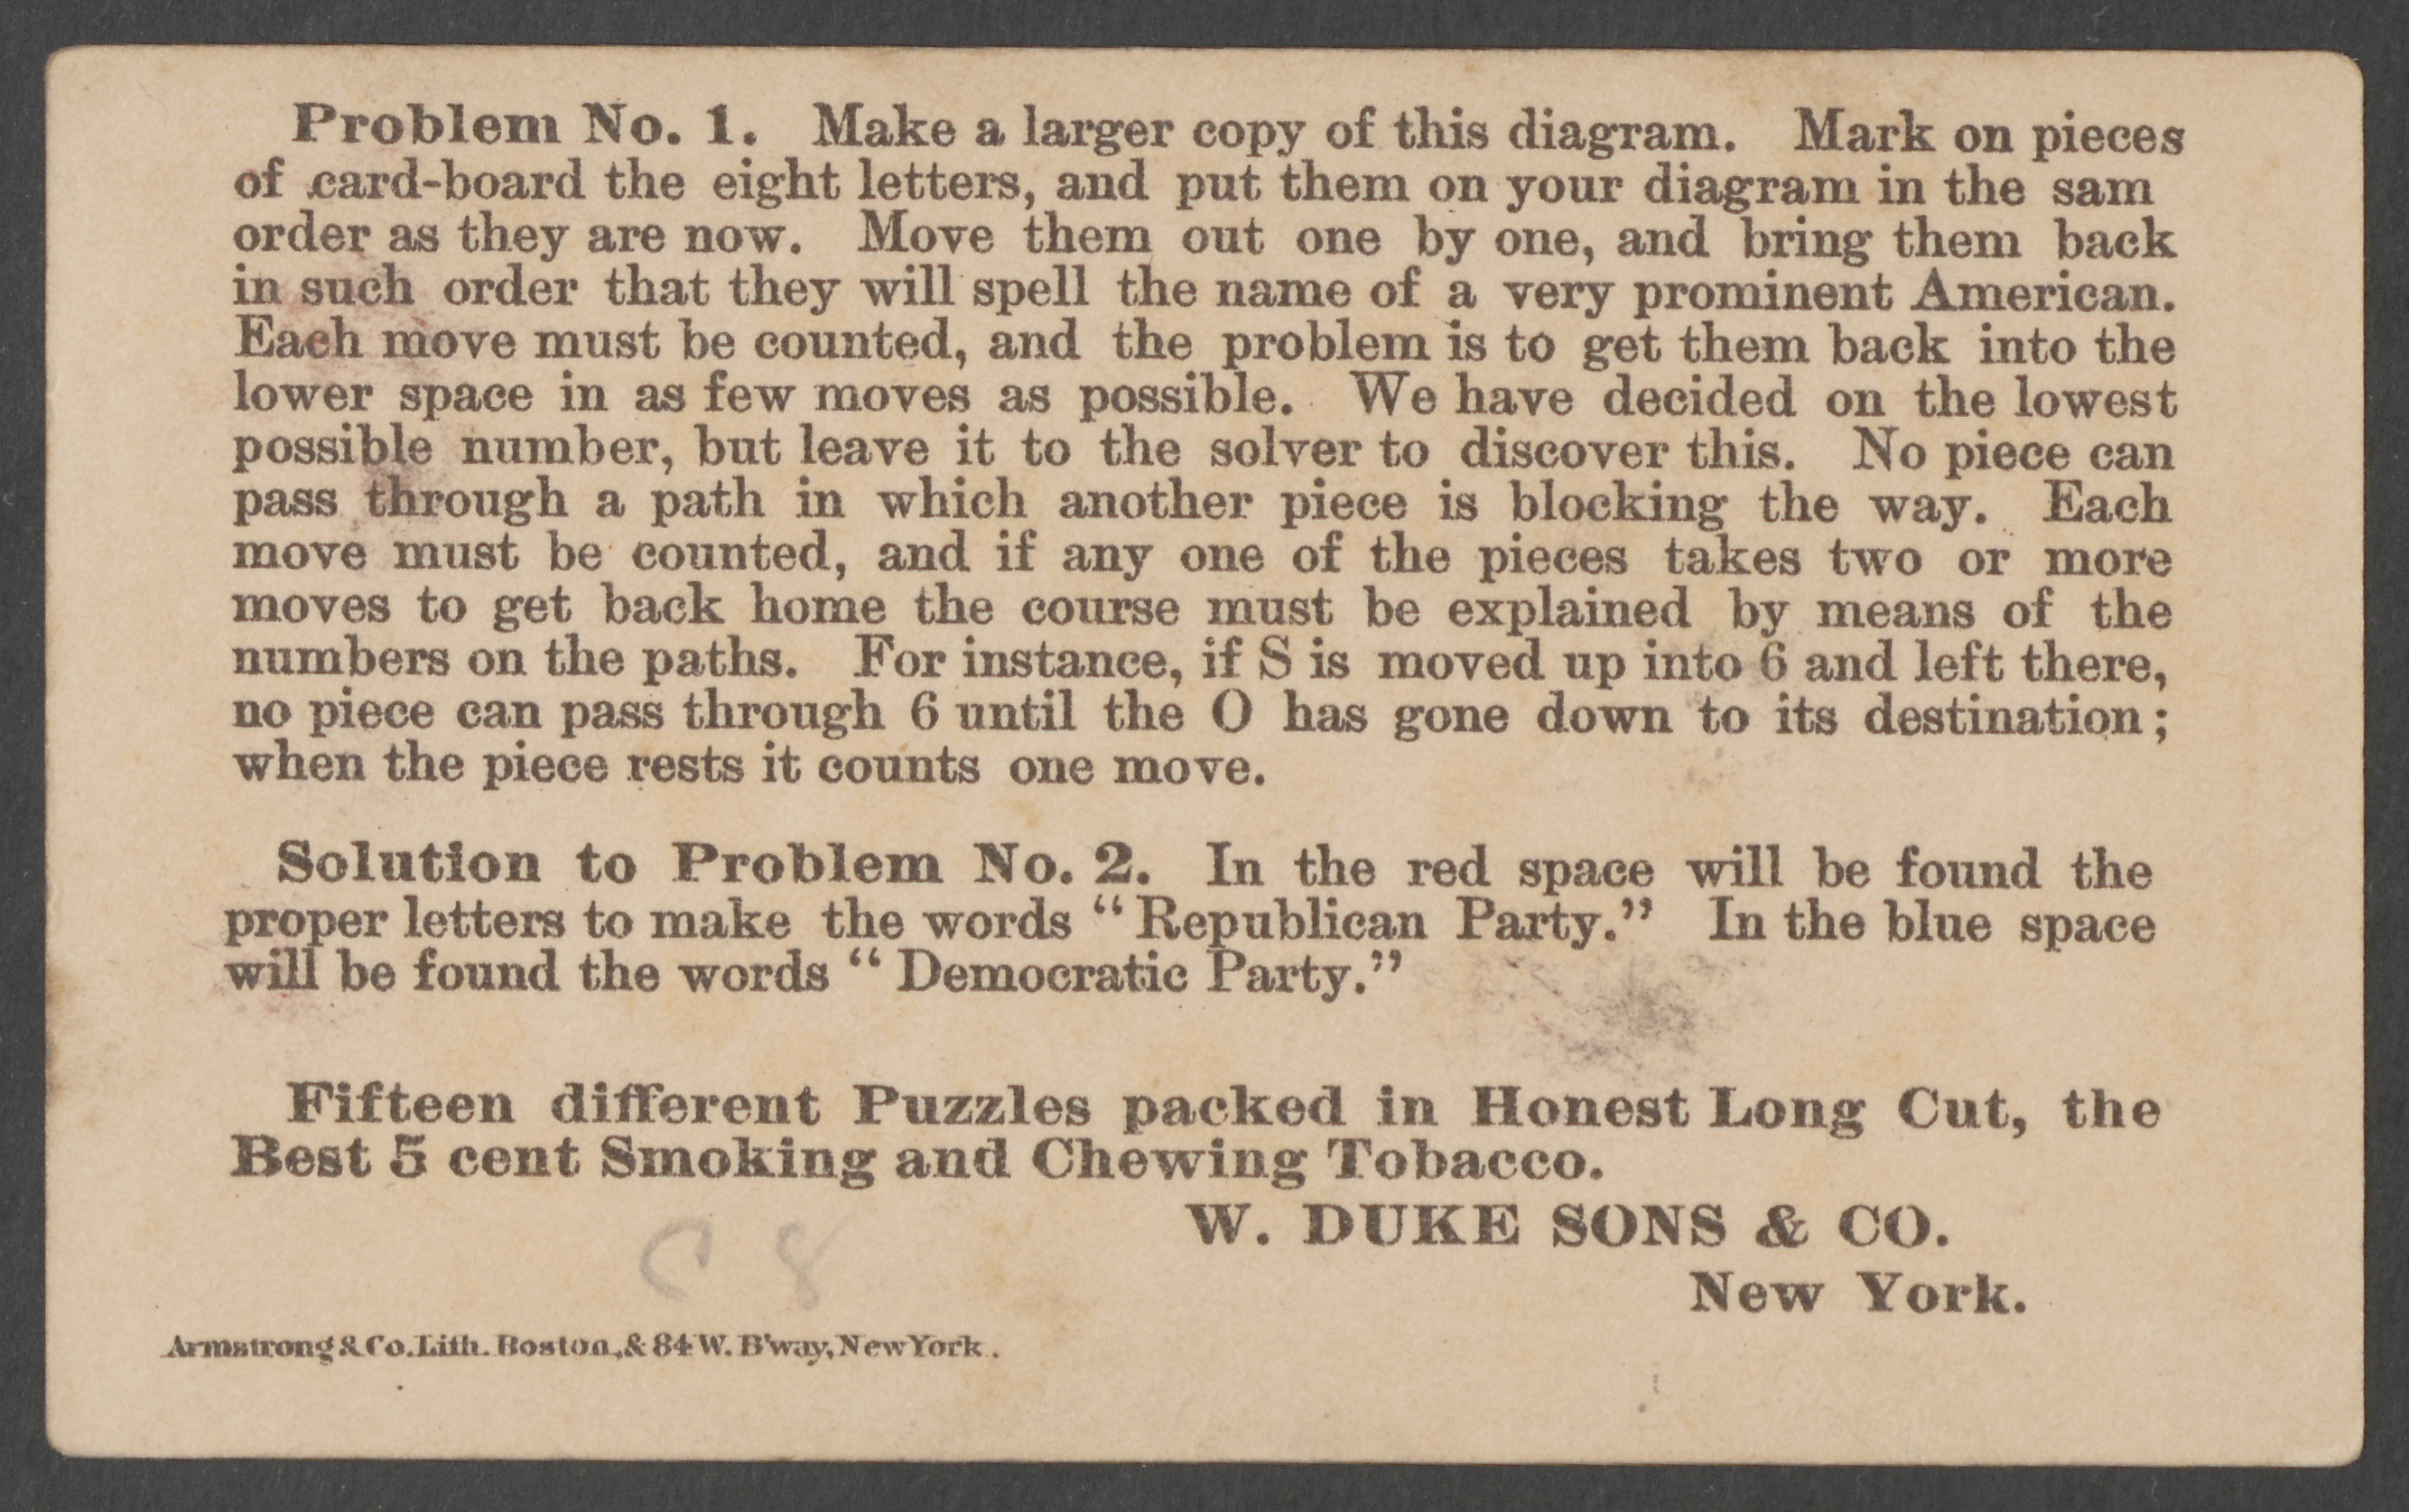 Problem No. 1. Make a larger copy of this diagram. Mark on pieces
of card-board the eight letters, and put them on your diagram in the sam
order as they are now. Move them out one by one, and bring them back
in such order that they will spell the name of a very prominent American.
Each move must be counted, and the problem is to get them back into the
lower space in as few moves as possible. We have decided on the lowest
possible number, but leave it to the solver to discover this. No piece can
pass through a path in which another piece is blocking the way. Each
move must be counted, and if any one of the pieces takes two or more
moves to get back home the course must be explained by means of the
numbers on the paths. For instance, if S is moved up into 6 and left there,
no piece can pass through 6 until the O has gone down to its destination;
when the piece rests it counts one move.
Solution to Problem No. 2. In the red space will be found the
proper letters to make the words “Republican Party.” In the blue space
will be found the words “Democratic Party.”
Fifteen different Puzzles packed in Honest Long Cut, the
Best 5 cent Smoking and Chewing Tobacco.
W. DUKE SONS & CO.
New York.
C 8
Armstrong & Co. Lith. Boston, & 84 W. B'way, New York.